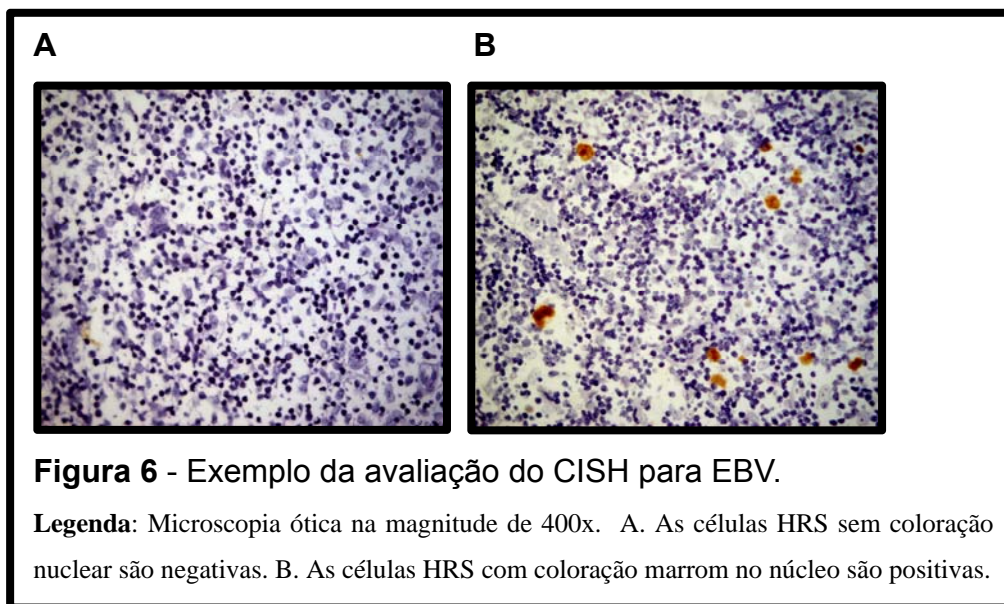 A
B
Figura 6 - Exemplo da avaliação do CISH para EBV.
Legenda: Microscopia ótica na magnitude de 400x. A. As células HRS sem coloração
nuclear são negativas. B. As células HRS com coloração marrom no núcleo são positivas.